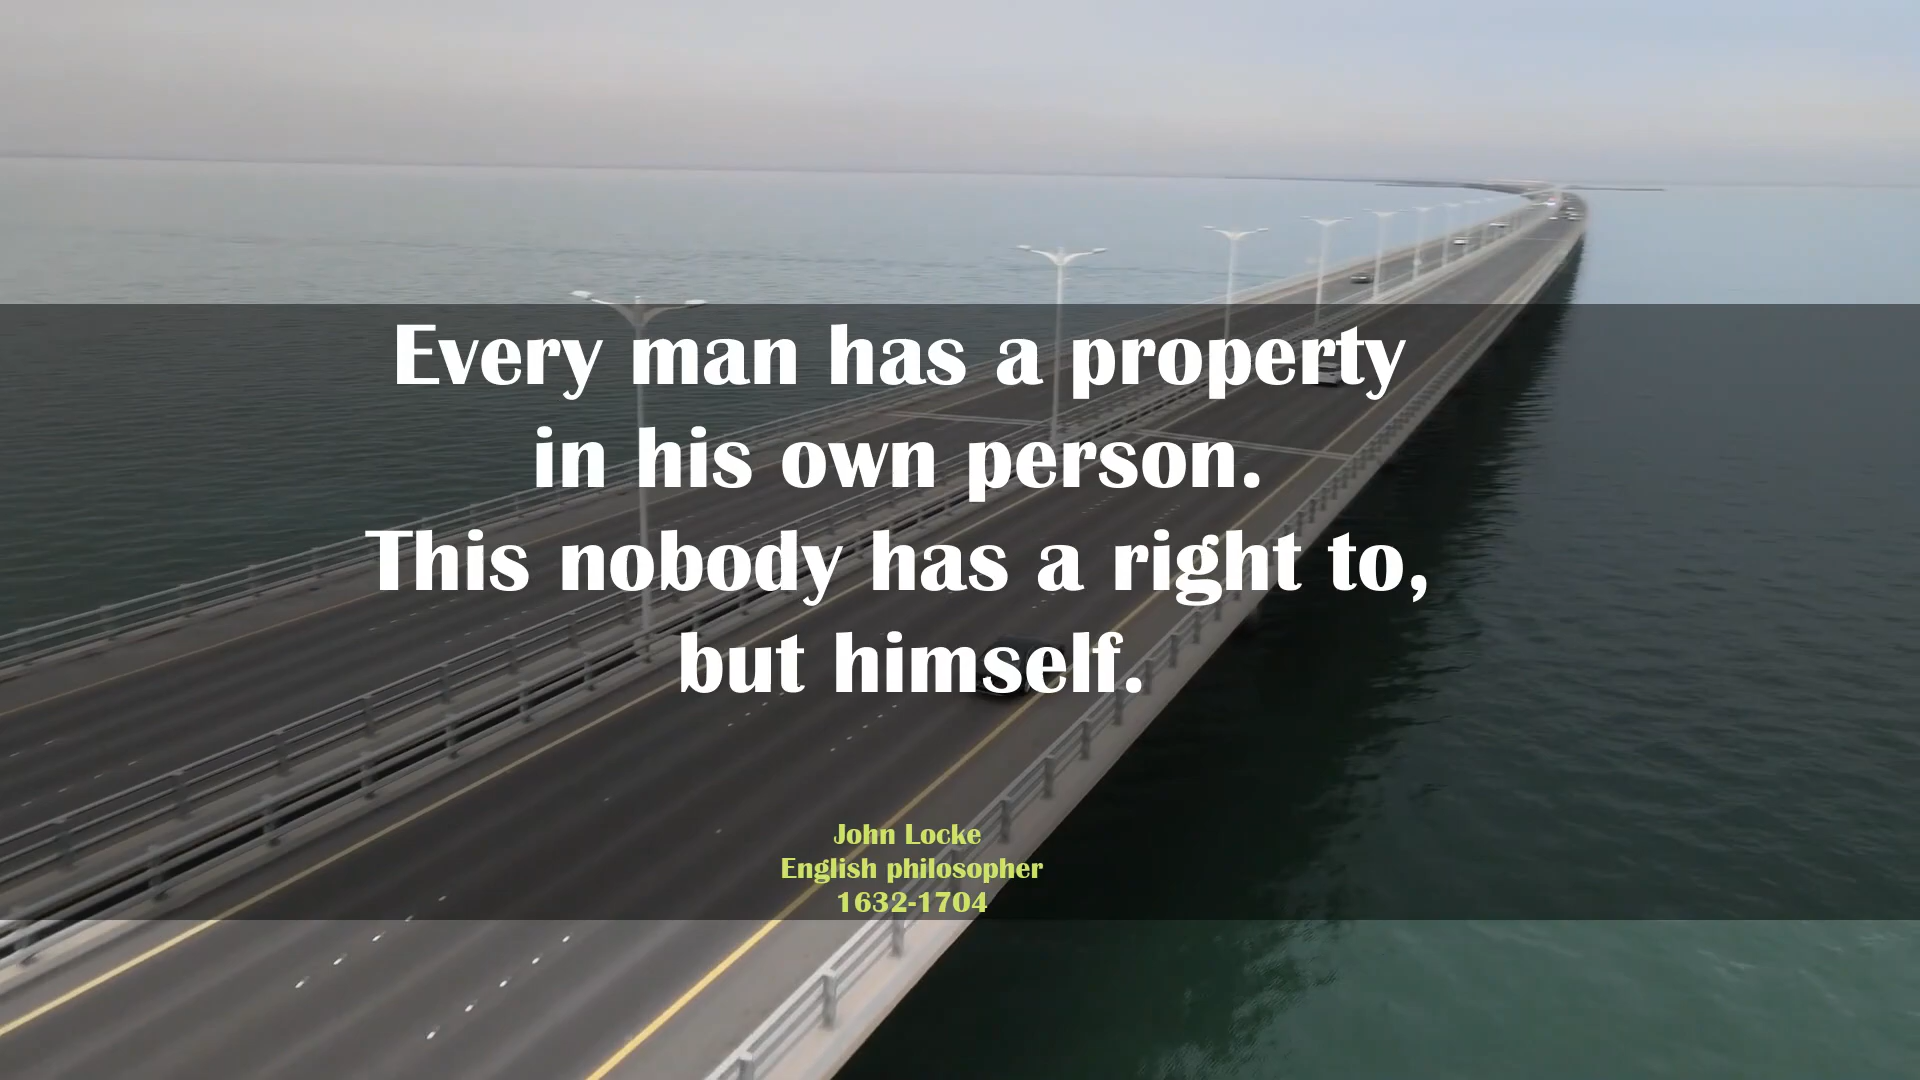 Every man has a property
in his own person.
This nobody has a right to,
but himself.
John Locke
English philosopher
1632-1704